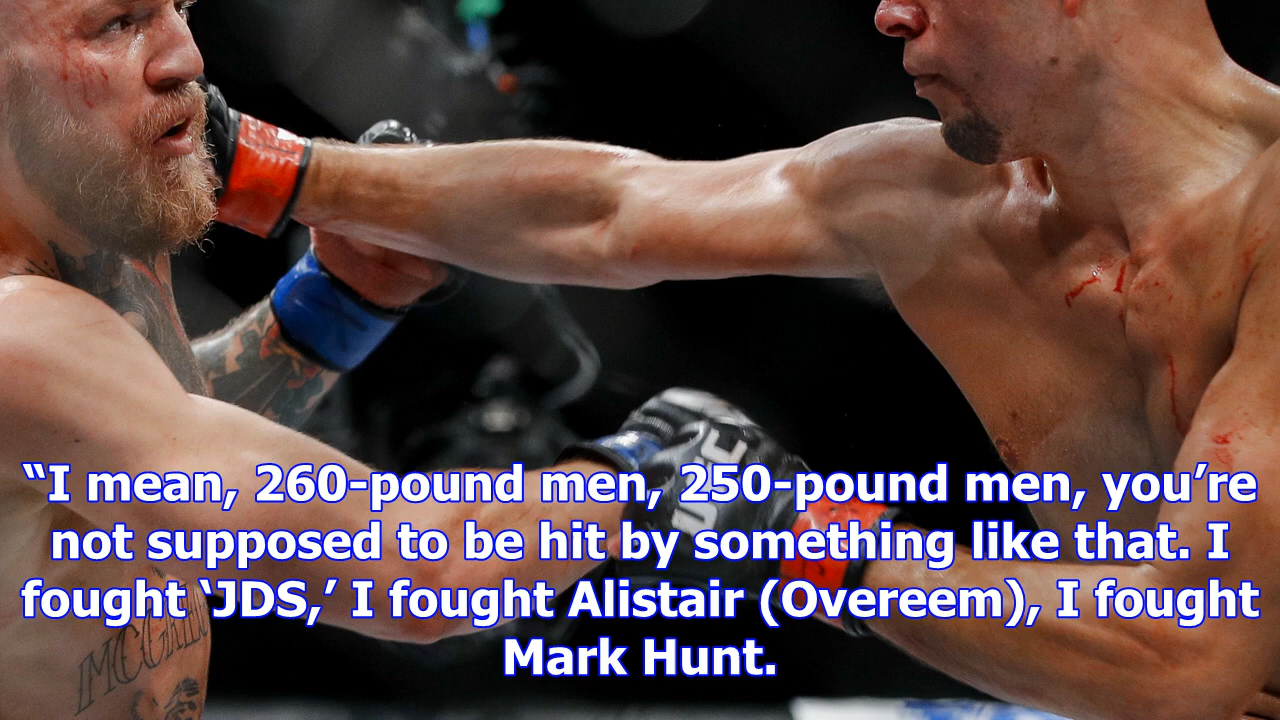 “I mean, 260-pound men, 250-pound men, you’re
not supposed to be hit by something like that. I
fought ‘JDS,’ I fought Alistair (Overeem), I fought
Mark Hunt.
UFC